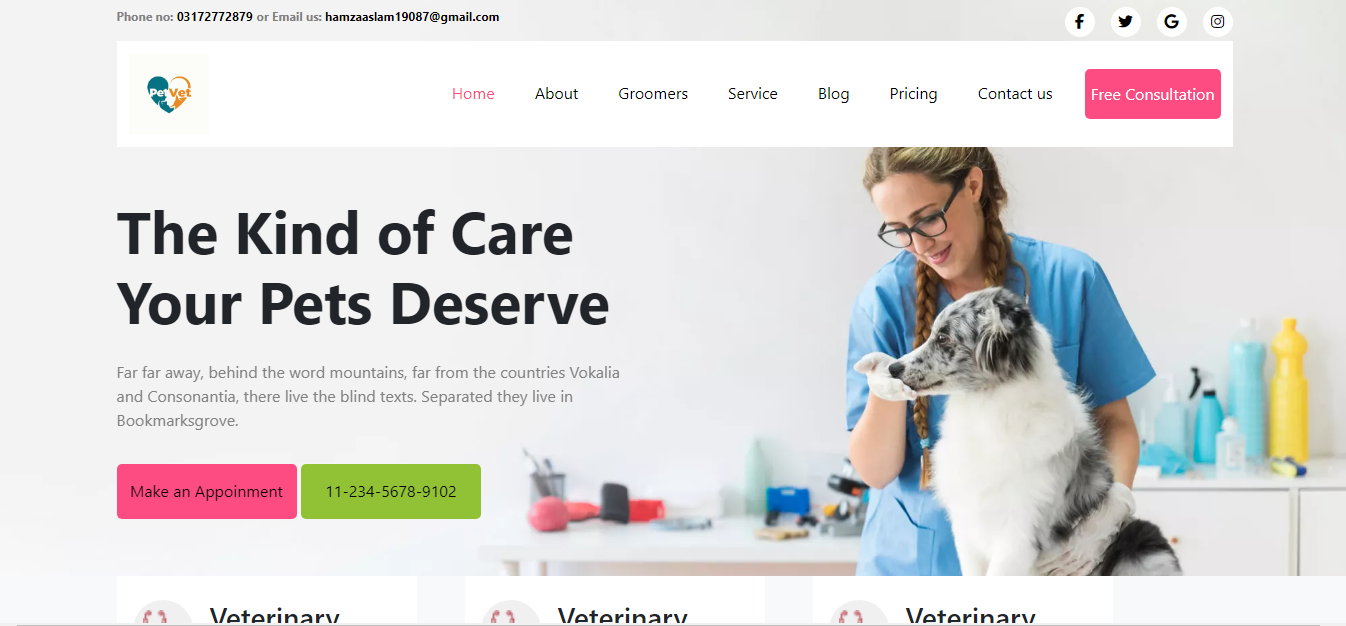 Phone no: 03172772879 or Email us: hamzaaslam19087@gmail.com
PetVet
Home About Groomers Service Blog Pricing Contact us Free Consultation
The Kind of Care
Your Pets Deserve
Far far away, behind the word mountains, far from the countries Vokalia
and Consonantia, there live the blind texts. Separated they live in
Bookmarksgrove.
Make an Appoinment 11-234-5678-9102
Veterinary Veterinary Veterinary